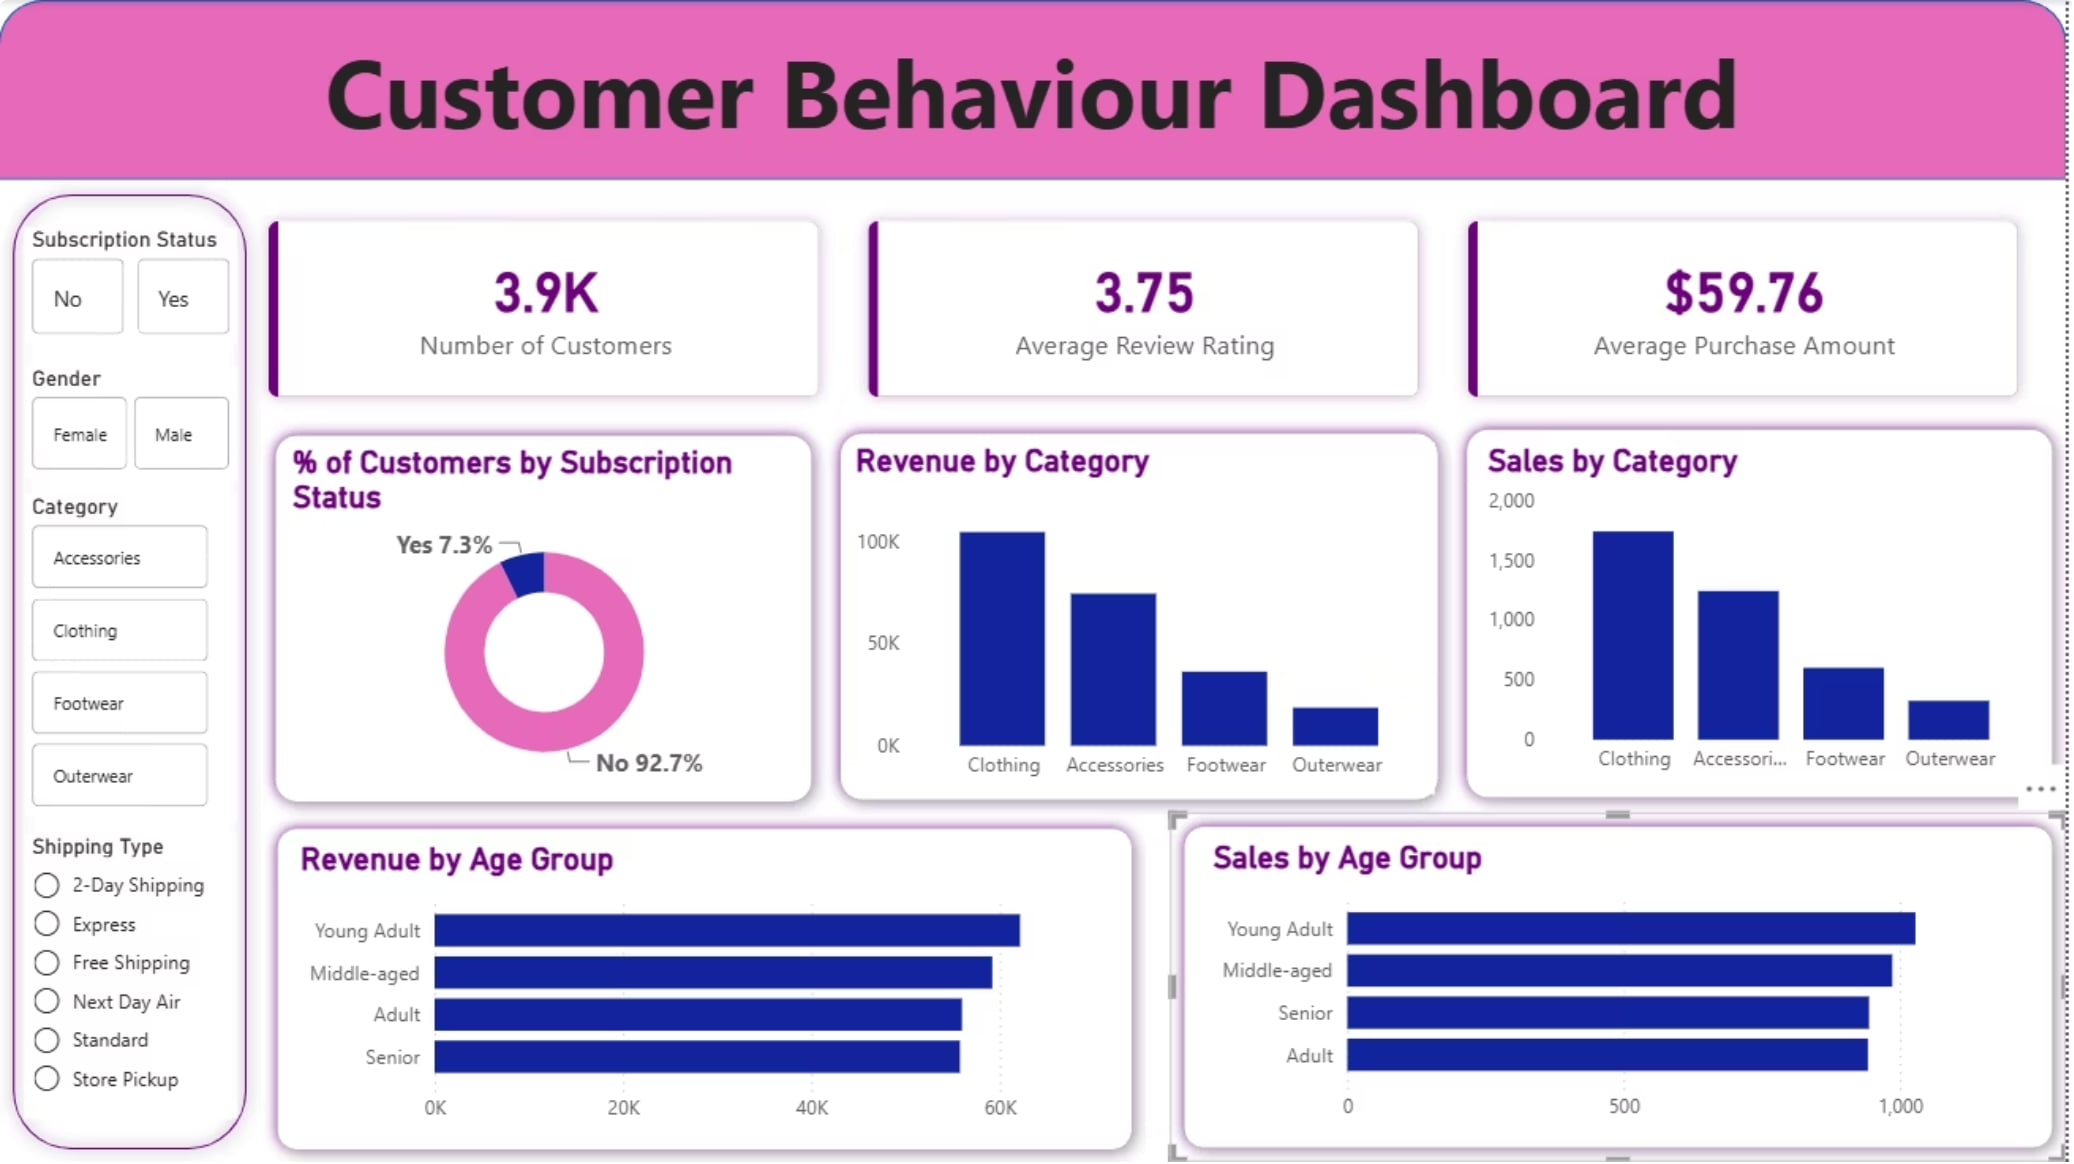 Customer Behaviour Dashboard
Subscription Status
No
Yes
Gender
Female
Male
Category
Accessories
Clothing
Footwear
Outerwear
Shipping Type
2-Day Shipping
Express
Free Shipping
Next Day Air
Standard
Store Pickup
3.9K
Number of Customers
3.75
Average Review Rating
$59.76
Average Purchase Amount
% of Customers by Subscription
Status
Yes 7.3%
No 92.7%
Revenue by Category
100K
50K
0K
Clothing
Accessories
Footwear
Outerwear
Sales by Category
2,000
1,500
1,000
500
0
Clothing
Accessori...
Footwear
Outerwear
Revenue by Age Group
Young Adult
Middle-aged
Adult
Senior
0K
20K
40K
60K
Sales by Age Group
Young Adult
Middle-aged
Senior
Adult
0
500
1,000